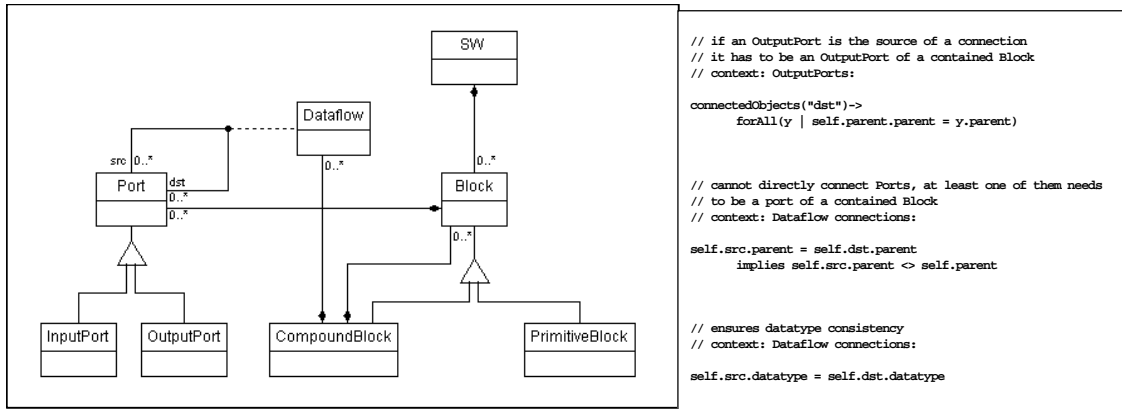 SW
Dataflow
src 0..*
0..*
0..*
Port
dst
0..*
0..*
Block
0..*
InputPort
OutputPort
CompoundBlock
PrimitiveBlock
// if an OutputPort is the source of a connection
// it has to be an OutputPort of a contained Block
// context: OutputPorts:
connectedObjects("dst")->
forAll(y | self.parent.parent = y.parent)
// cannot directly connect Ports, at least one of them needs
// to be a port of a contained Block
// context: Dataflow connections:
self.src.parent = self.dst.parent
implies self.src.parent <> self.parent
// ensures datatype consistency
// context: Dataflow connections:
self.src.datatype = self.dst.datatype